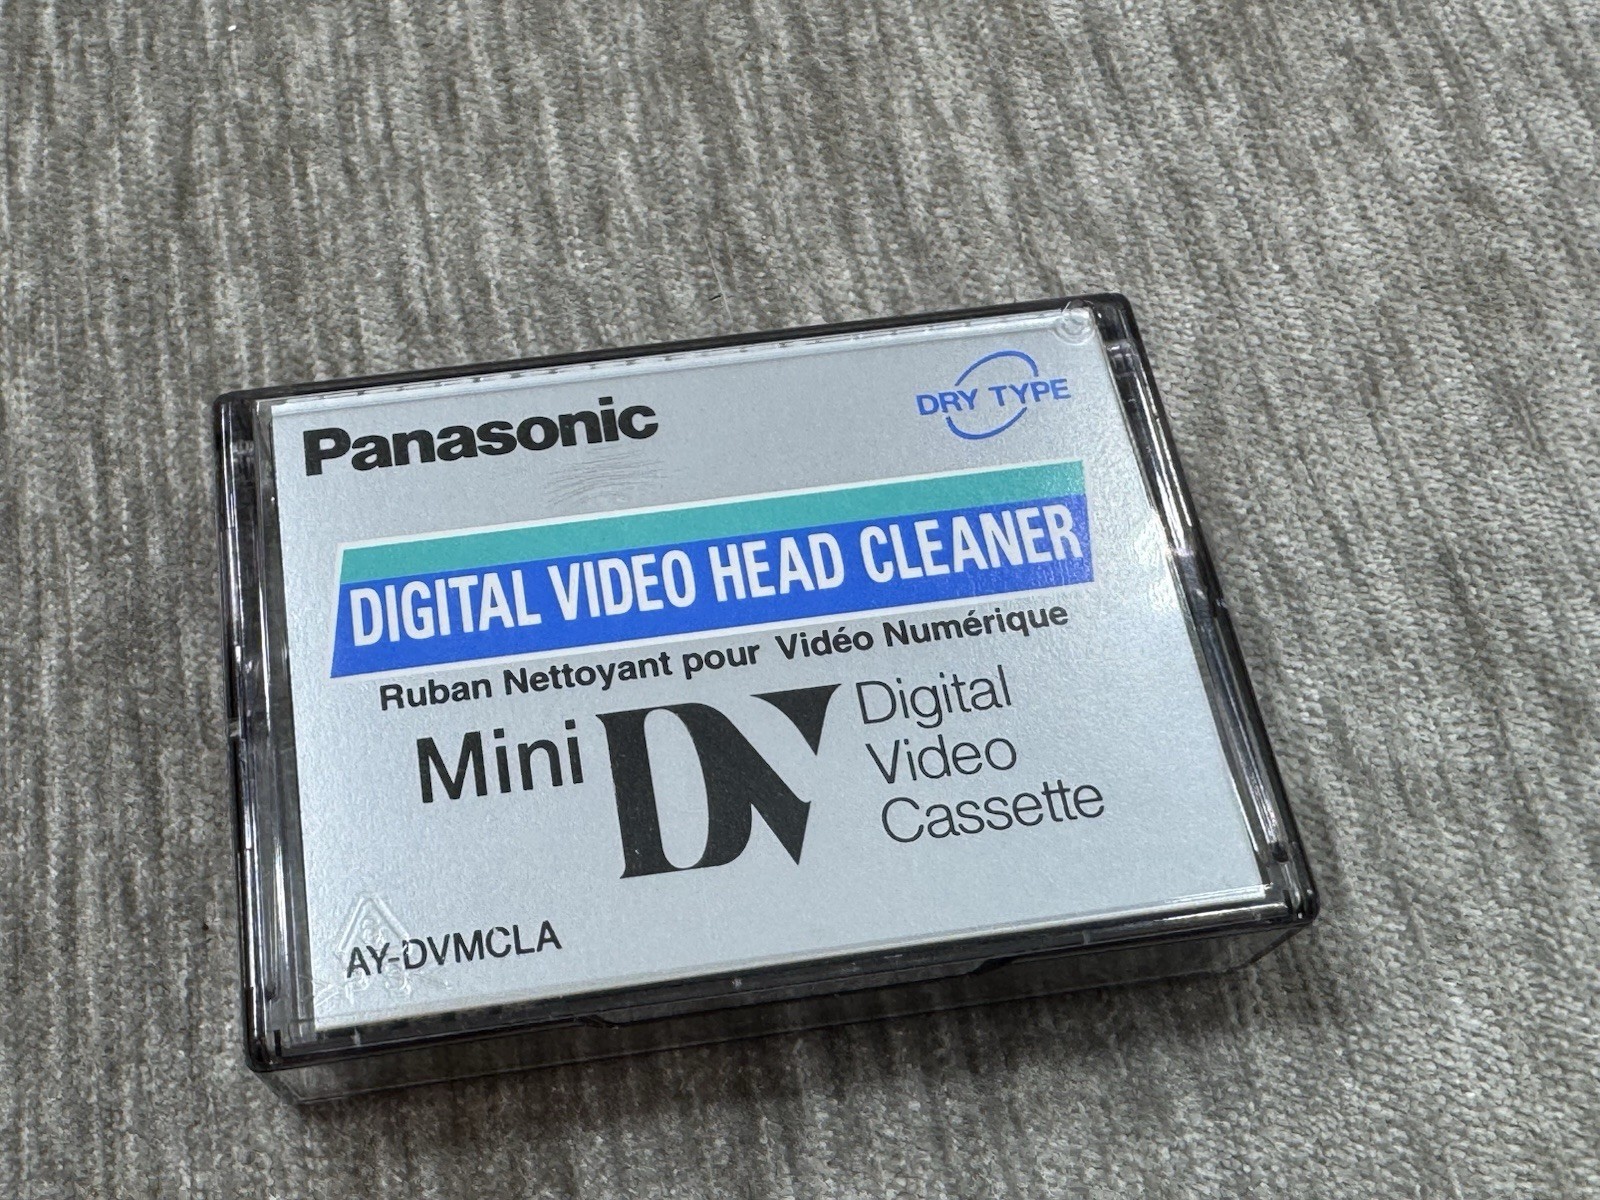 Panasonic
DRY TYPE
DIGITAL VIDEO HEAD CLEANER
Ruban Nettoyant pour Vidéo Numérique
Mini DV
Digital
Video
Cassette
AY-DVMCLA